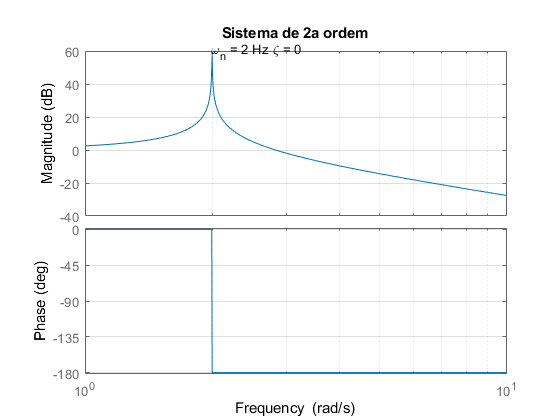 Sistema de 2a ordem
ω_n = 2 Hz ζ = 0
Magnitude (dB)
60
40
20
0
-20
-40
Phase (deg)
0
-45
-90
-135
-180
10^0
10^1
Frequency (rad/s)